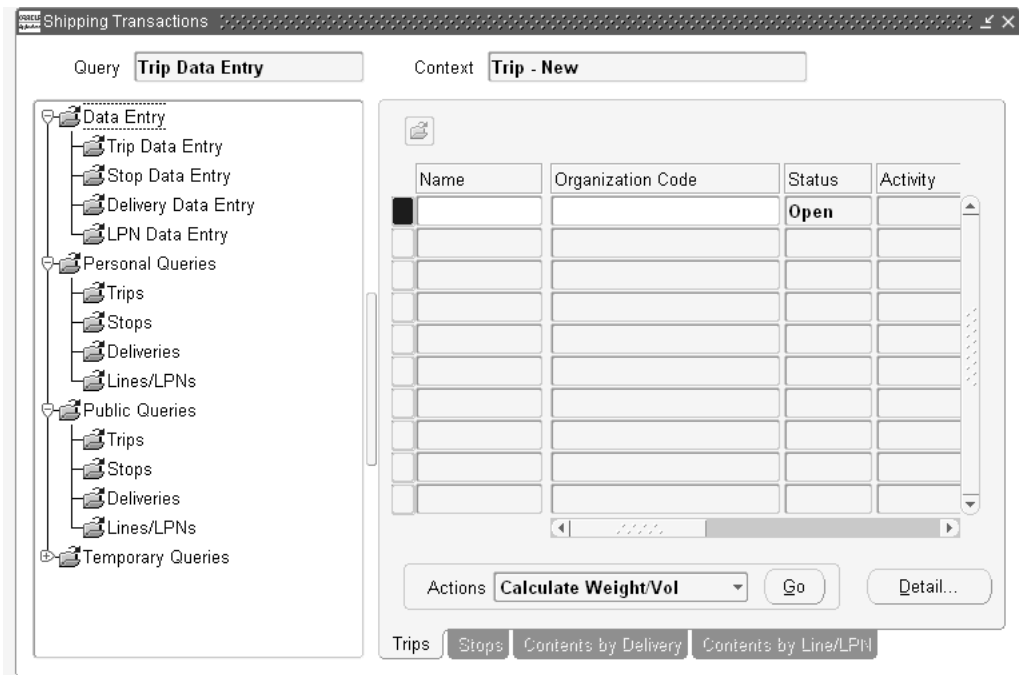 Shipping Transactions
Query Trip Data Entry Context Trip - New
Data Entry
Trip Data Entry
Stop Data Entry
Delivery Data Entry
LPN Data Entry
Personal Queries
Trips
Stops
Deliveries
Lines/LPNs
Public Queries
Trips
Stops
Deliveries
Lines/LPNs
Temporary Queries
Name Organization Code Status Activity
Open
Actions Calculate Weight/Vol Go Detail...
Trips Stops Contents by Delivery Contents by Line/LPN